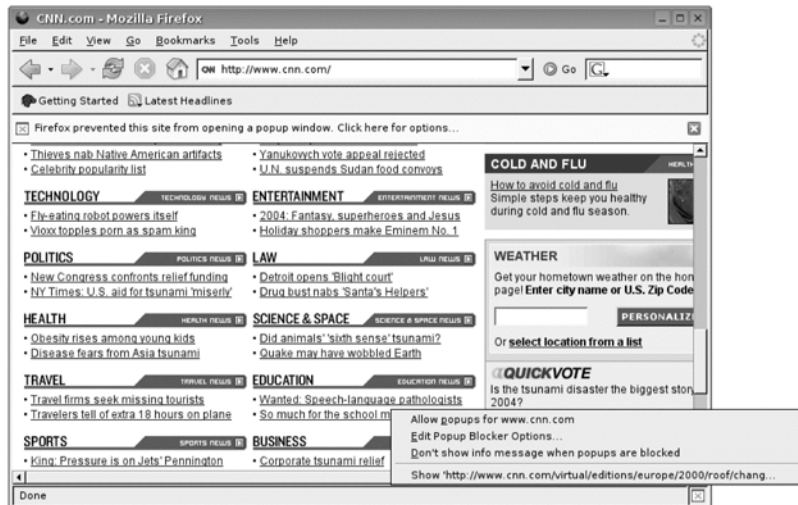 CNN.com - Mozilla Firefox
File Edit View Go Bookmarks Tools Help
CNN http://www.cnn.com/ Go G
Getting Started Latest Headlines
Firefox prevented this site from opening a popup window. Click here for options...
• Thieves nab Native American artifacts
• Celebrity popularity list
• Yanukovych vote appeal rejected
• U.N. suspends Sudan food convoys
TECHNOLOGY TECHNOLOGY NEWS
• Fly-eating robot powers itself
• Vioxx topples porn as spam king
ENTERTAINMENT ENTERTAINMENT NEWS
• 2004: Fantasy, superheroes and Jesus
• Holiday shoppers make Eminem No. 1
POLITICS POLITICS NEWS
• New Congress confronts relief funding
• NY Times: U.S. aid for tsunami 'miserly'
LAW LAW NEWS
• Detroit opens 'Blight court'
• Drug bust nabs 'Santa's Helpers'
HEALTH HEALTH NEWS
• Obesity rises among young kids
• Disease fears from Asia tsunami
SCIENCE & SPACE SCIENCE & SPACE NEWS
• Did animals' 'sixth sense' tsunami?
• Quake may have wobbled Earth
TRAVEL TRAVEL NEWS
• Travel firms seek missing tourists
• Travelers tell of extra 18 hours on plane
EDUCATION EDUCATION NEWS
• Wanted: Speech-language pathologists
• So much for the school m
SPORTS SPORTS NEWS
• King: Pressure is on Jets' Pennington
BUSINESS
• Corporate tsunami relief
COLD AND FLU HEALTH
How to avoid cold and flu
Simple steps keep you healthy
during cold and flu season.
WEATHER
Get your hometown weather on the hom
page! Enter city name or U.S. Zip Code
PERSONALIZ
Or select location from a list
QUICKVOTE
Is the tsunami disaster the biggest story
2004?
Allow popups for www.cnn.com
Edit Popup Blocker Options...
Don't show info message when popups are blocked
Show 'http://www.cnn.com/virtual/editions/europe/2000/roof/chang...
Done